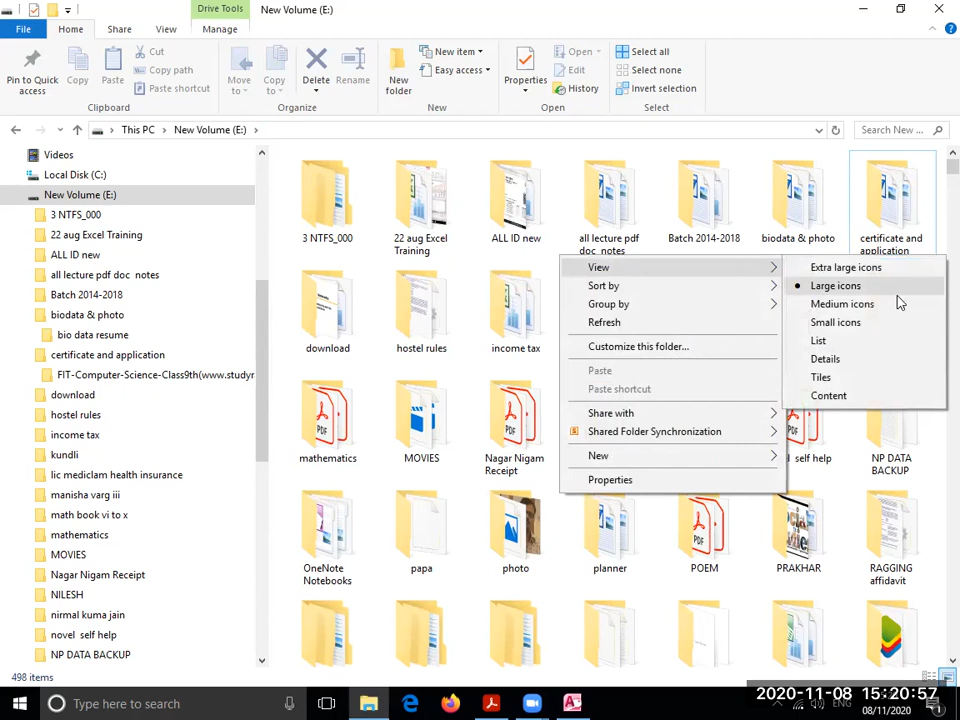 Drive Tools
New Volume (E:)
File
Home
Share
View
Manage
Pin to Quick
access
Copy
Paste
Cut
Copy path
Paste shortcut
Clipboard
Move
to
Copy
to
Delete
Rename
Organize
New
folder
New item
Easy access
New
Properties
Open
Edit
History
Open
Select all
Select none
Invert selection
Select
This PC
New Volume (E:)
Search New ...
Videos
Local Disk (C:)
New Volume (E:)
3 NTFS_000
22 aug Excel Training
ALL ID new
all lecture pdf doc notes
Batch 2014-2018
biodata & photo
bio data resume
certificate and application
FIT-Computer-Science-Class9th(www.studyr
download
hostel rules
income tax
kundli
lic mediclam health insurance
manisha varg iii
math book vi to x
mathematics
MOVIES
Nagar Nigam Receipt
NILESH
nirmal kuma jain
novel self help
NP DATA BACKUP
3 NTFS_000
22 aug Excel
Training
ALL ID new
all lecture pdf
doc notes
Batch 2014-2018
biodata & photo
certificate and
application
download
hostel rules
income tax
View
Sort by
Group by
Refresh
Customize this folder...
Paste
Paste shortcut
Share with
Shared Folder Synchronization
New
Properties
Extra large icons
Large icons
Medium icons
Small icons
List
Details
Tiles
Content
PDF
mathematics
MOVIES
Nagar Nigam
Receipt
self help
NP DATA
BACKUP
OneNote
Notebooks
papa
photo
planner
PDF
POEM
PRAKHAR
RAGGING
affidavit
498 items
Type here to search
2020-11-08 15:20:57
ENG
08/11/2020